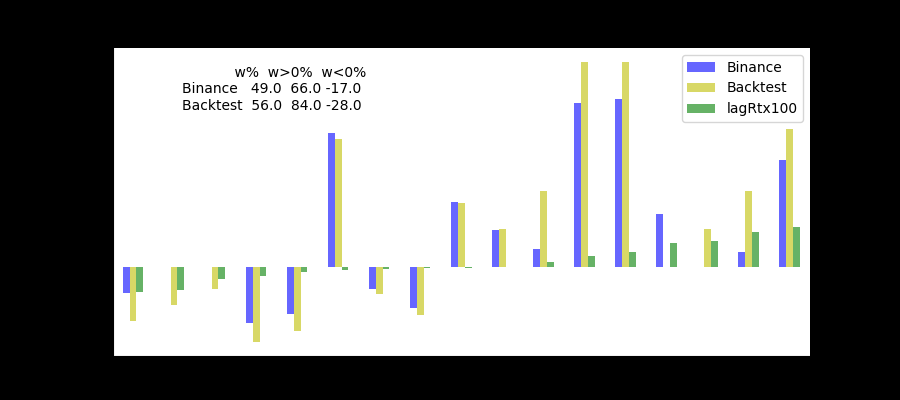 w% w>0% w<0%
Binance 49.0 66.0 -17.0
Backtest 56.0 84.0 -28.0
Binance
Backtest
lagRtx100